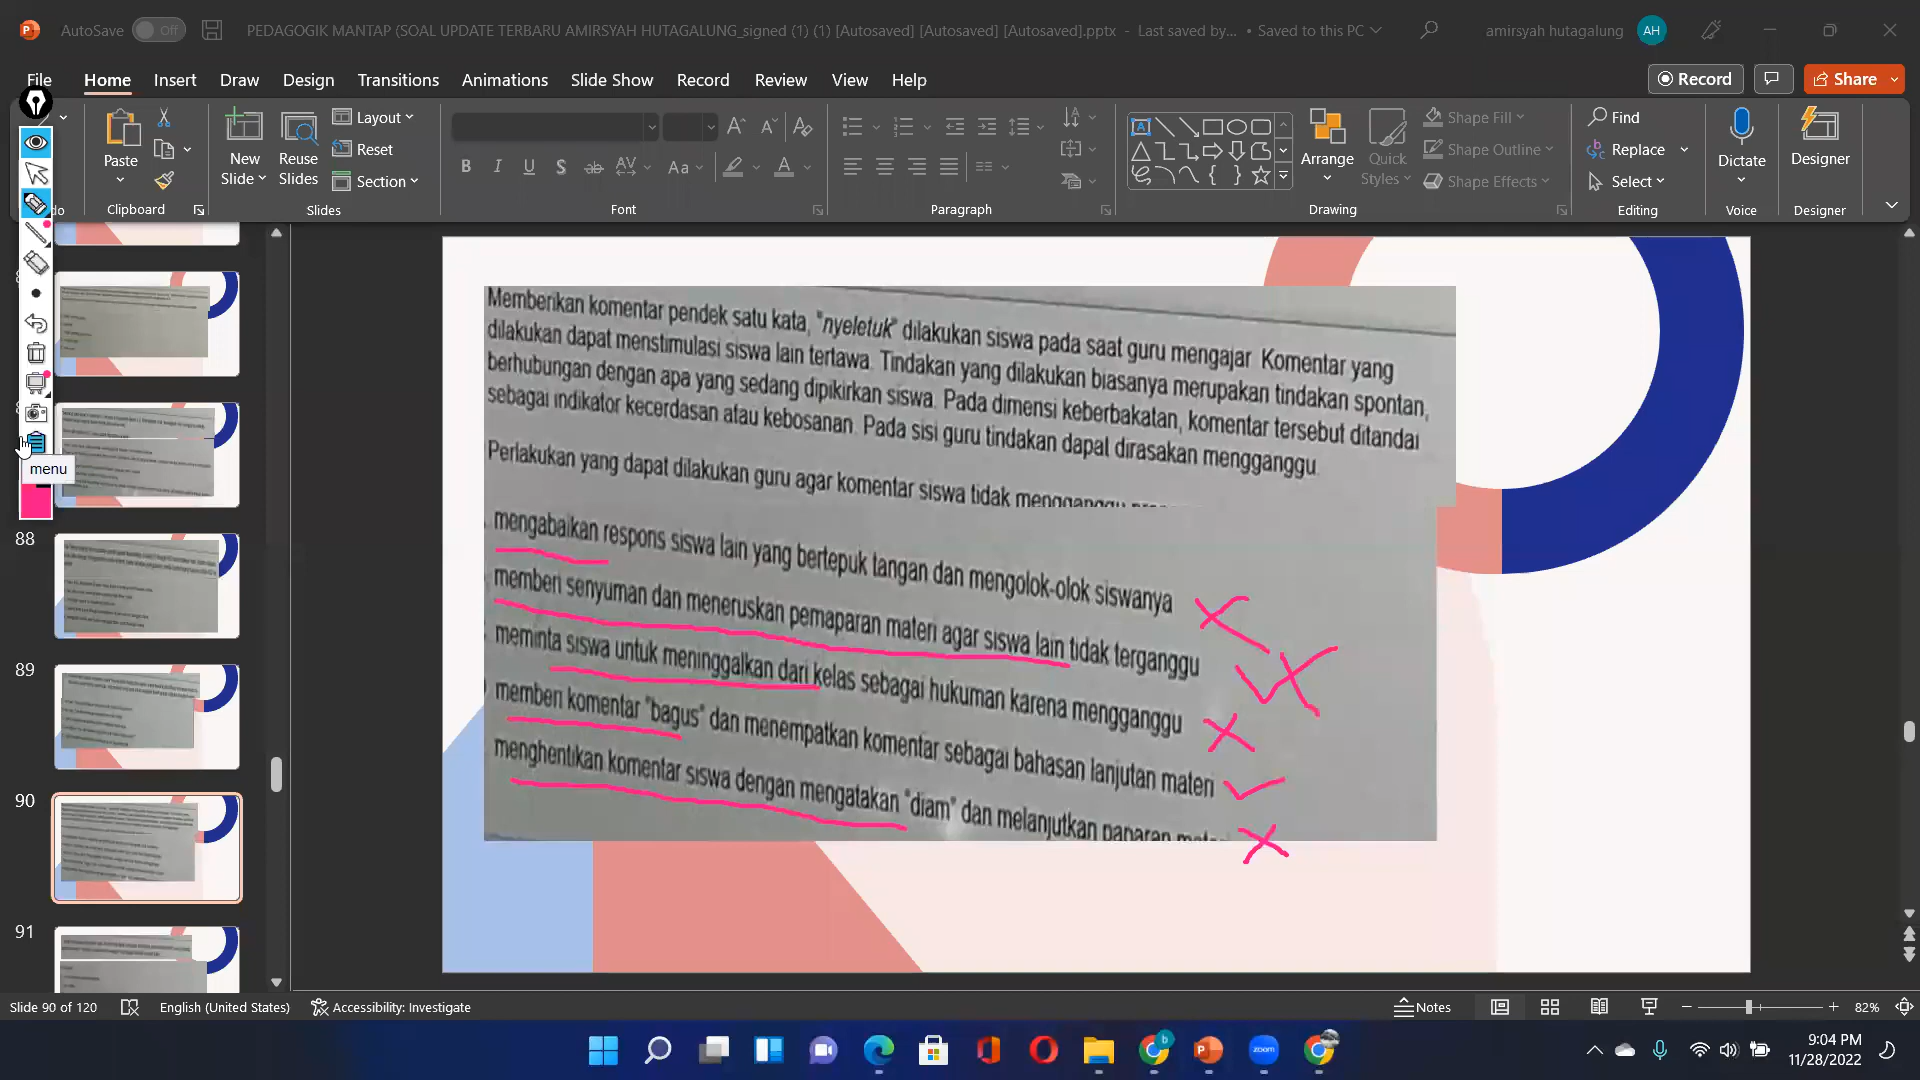 AutoSave
Off
PEDAGOGIK MANTAP (SOAL UPDATE TERBARU AMIRSYAH HUTAGALUNG_signed (1) (1) [Autosaved] [Autosaved] [Autosaved].pptx - Last saved by... • Saved to this PC
amirsyah hutagalung
AH
File
Home
Insert
Draw
Design
Transitions
Animations
Slide Show
Record
Review
View
Help
Record
Share
Paste
Clipboard
New
Slide
Reuse
Slides
Layout
Reset
Section
Slides
B I U S ab AV Aa A
Font
Paragraph
Arrange
Quick
Styles
Shape Fill
Shape Outline
Shape Effects
Drawing
Find
Replace
Select
Editing
Dictate
Voice
Designer
Designer
do
menu
88
89
90
91
Memberikan komentar pendek satu kata, "nyeletuk" dilakukan siswa pada saat guru mengajar. Komentar yang
dilakukan dapat menstimulasi siswa lain tertawa. Tindakan yang dilakukan biasanya merupakan tindakan spontan,
berhubungan dengan apa yang sedang dipikirkan siswa. Pada dimensi keberbakatan, komentar tersebut ditandai
sebagai indikator kecerdasan atau kebosanan. Pada sisi guru tindakan dapat dirasakan mengganggu.
Perlakukan yang dapat dilakukan guru agar komentar siswa tidak mengganggu
mengabaikan respons siswa lain yang bertepuk tangan dan mengolok-olok siswanya
memberi senyuman dan meneruskan pemaparan materi agar siswa lain tidak terganggu
meminta siswa untuk meninggalkan dari kelas sebagai hukuman karena mengganggu
memberi komentar "bagus" dan menempatkan komentar sebagai bahasan lanjutan materi
menghentikan komentar siswa dengan mengatakan "diam" dan melanjutkan paparan
Slide 90 of 120
English (United States)
Accessibility: Investigate
Notes
82%
zoom
9:04 PM
11/28/2022